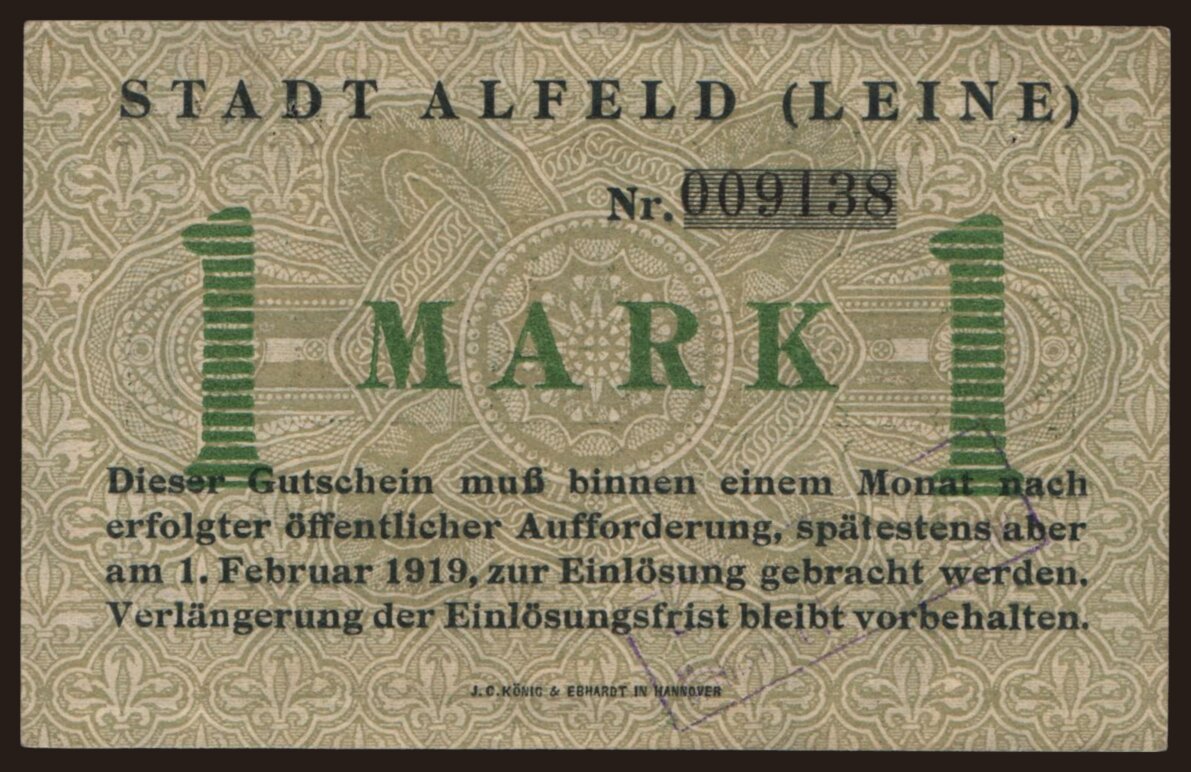 STADT ALFELD (LEINE)
Nr. 009138
1 MARK 1
Dieser Gutschein muß binnen einem Monat nach
erfolgter öffentlicher Aufforderung, spätestens aber
am 1. Februar 1919, zur Einlösung gebracht werden.
Verlängerung der Einlösungsfrist bleibt vorbehalten.
J. C. KÖNIG & EBHARDT IN HANNOVER